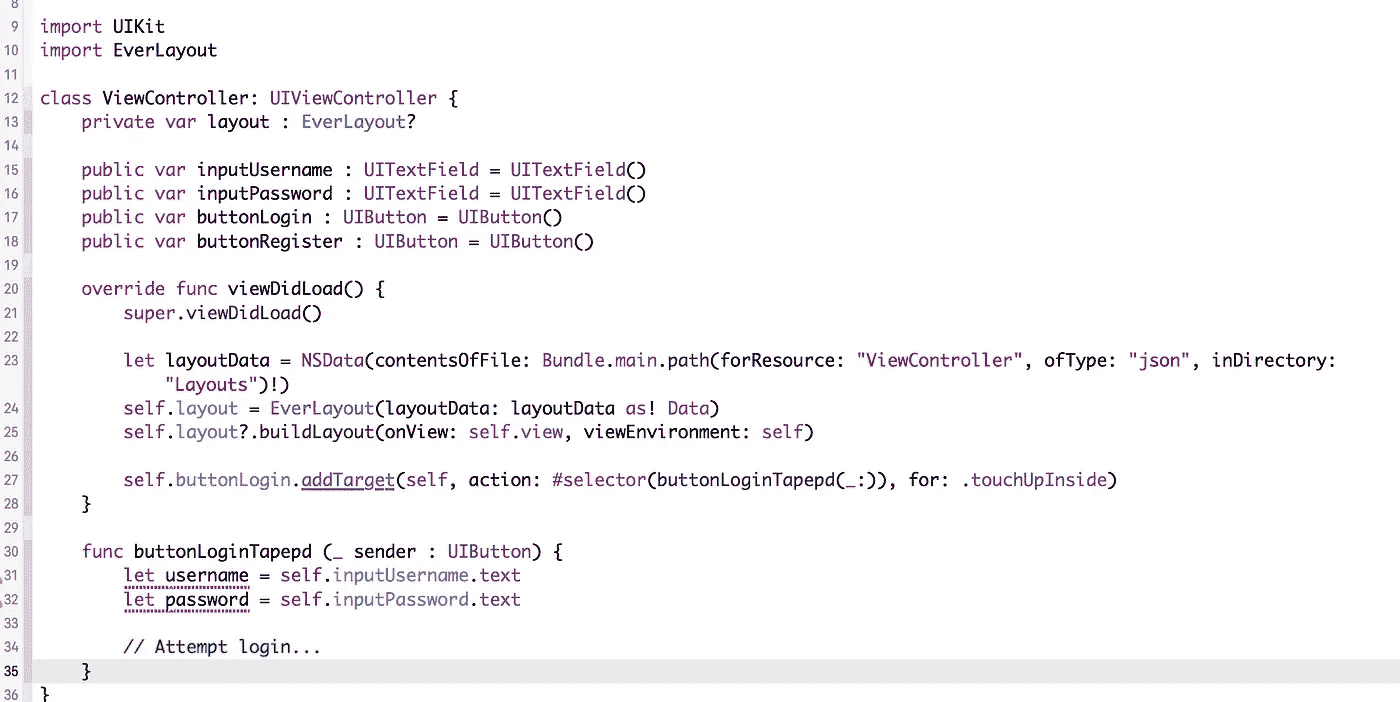 8
9 import UIKit
10 import EverLayout
11
12 class ViewController: UIViewController {
13     private var layout : EverLayout?
14
15     public var inputUsername : UITextField = UITextField()
16     public var inputPassword : UITextField = UITextField()
17     public var buttonLogin : UIButton = UIButton()
18     public var buttonRegister : UIButton = UIButton()
19
20     override func viewDidLoad() {
21         super.viewDidLoad()
22
23         let layoutData = NSData(contentsOfFile: Bundle.main.path(forResource: "ViewController", ofType: "json", inDirectory:
            "Layouts")!)
24         self.layout = EverLayout(layoutData: layoutData as! Data)
25         self.layout?.buildLayout(onView: self.view, viewEnvironment: self)
26
27         self.buttonLogin.addTarget(self, action: #selector(buttonLoginTapepd(_:)), for: .touchUpInside)
28     }
29
30     func buttonLoginTapepd (_ sender : UIButton) {
31         let username = self.inputUsername.text
32         let password = self.inputPassword.text
33
34         // Attempt login...
35     }
36 }